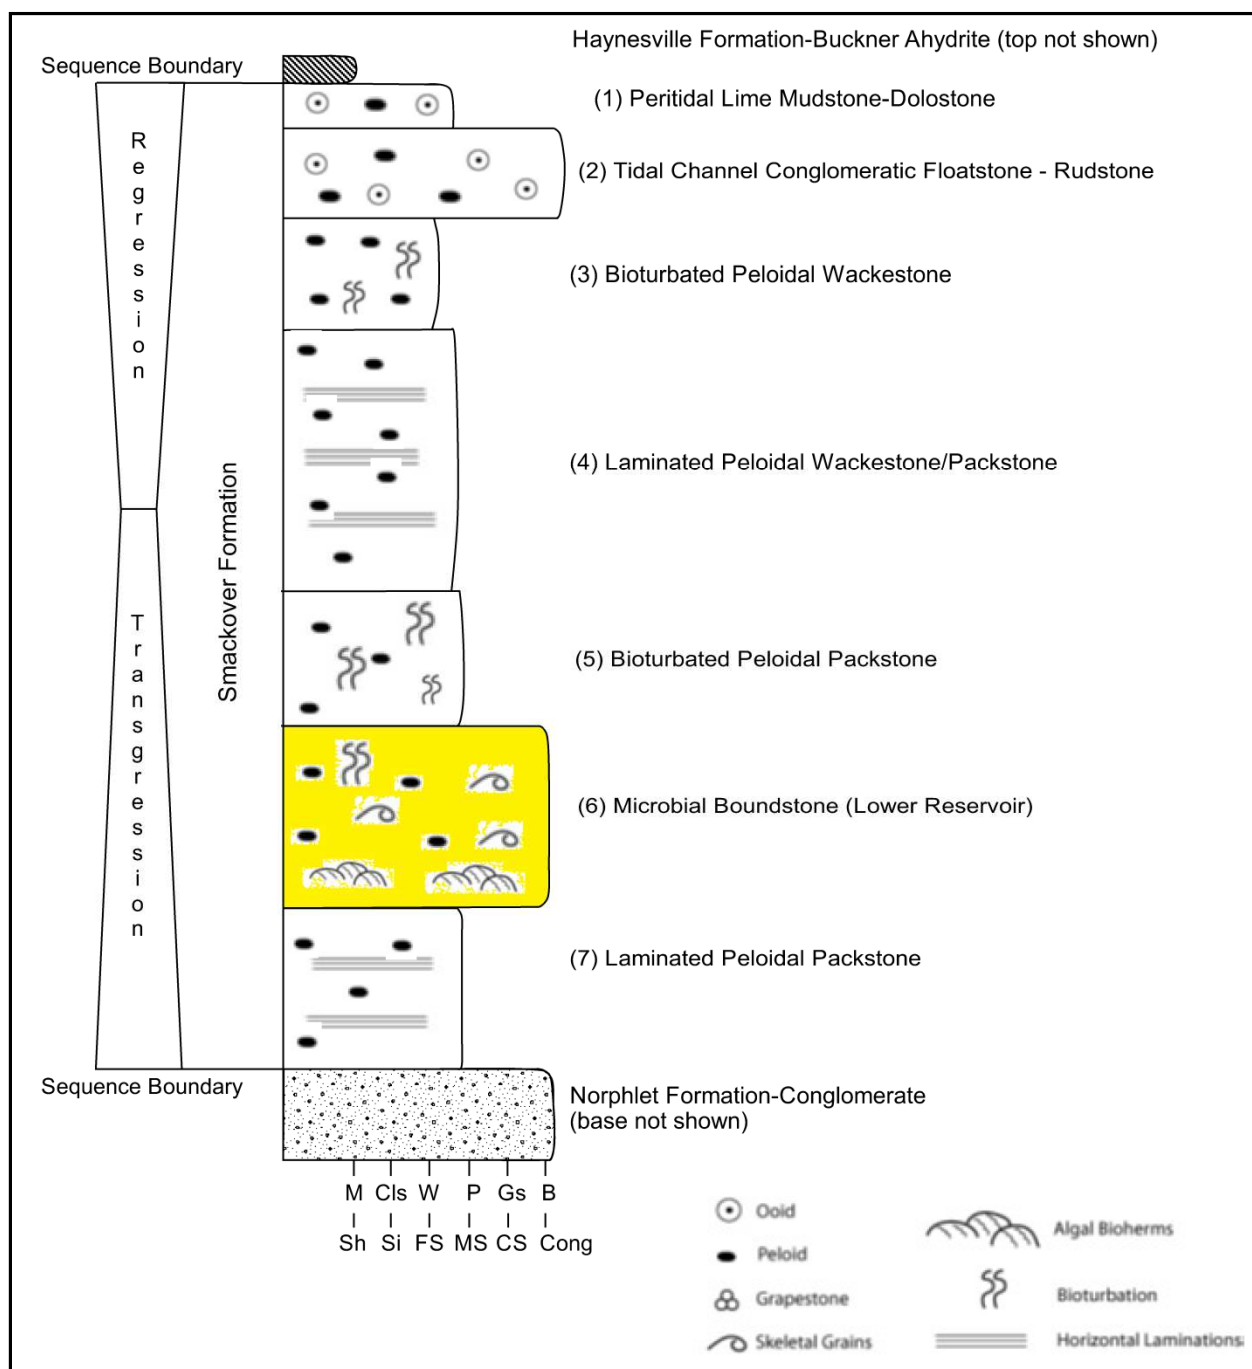 Haynesville Formation-Buckner Ahydrite (top not shown)
Sequence Boundary
(1) Peritidal Lime Mudstone-Dolostone
(2) Tidal Channel Conglomeratic Floatstone - Rudstone
Regression
(3) Bioturbated Peloidal Wackestone
(4) Laminated Peloidal Wackestone/Packstone
Smackover Formation
Transgression
(5) Bioturbated Peloidal Packstone
(6) Microbial Boundstone (Lower Reservoir)
(7) Laminated Peloidal Packstone
Sequence Boundary
Norphlet Formation-Conglomerate
(base not shown)
M Cls W P Gs B
Sh Si FS MS CS Cong
Ooid
Peloid
Grapestone
Skeletal Grains
Algal Bioherms
Bioturbation
Horizontal Laminations